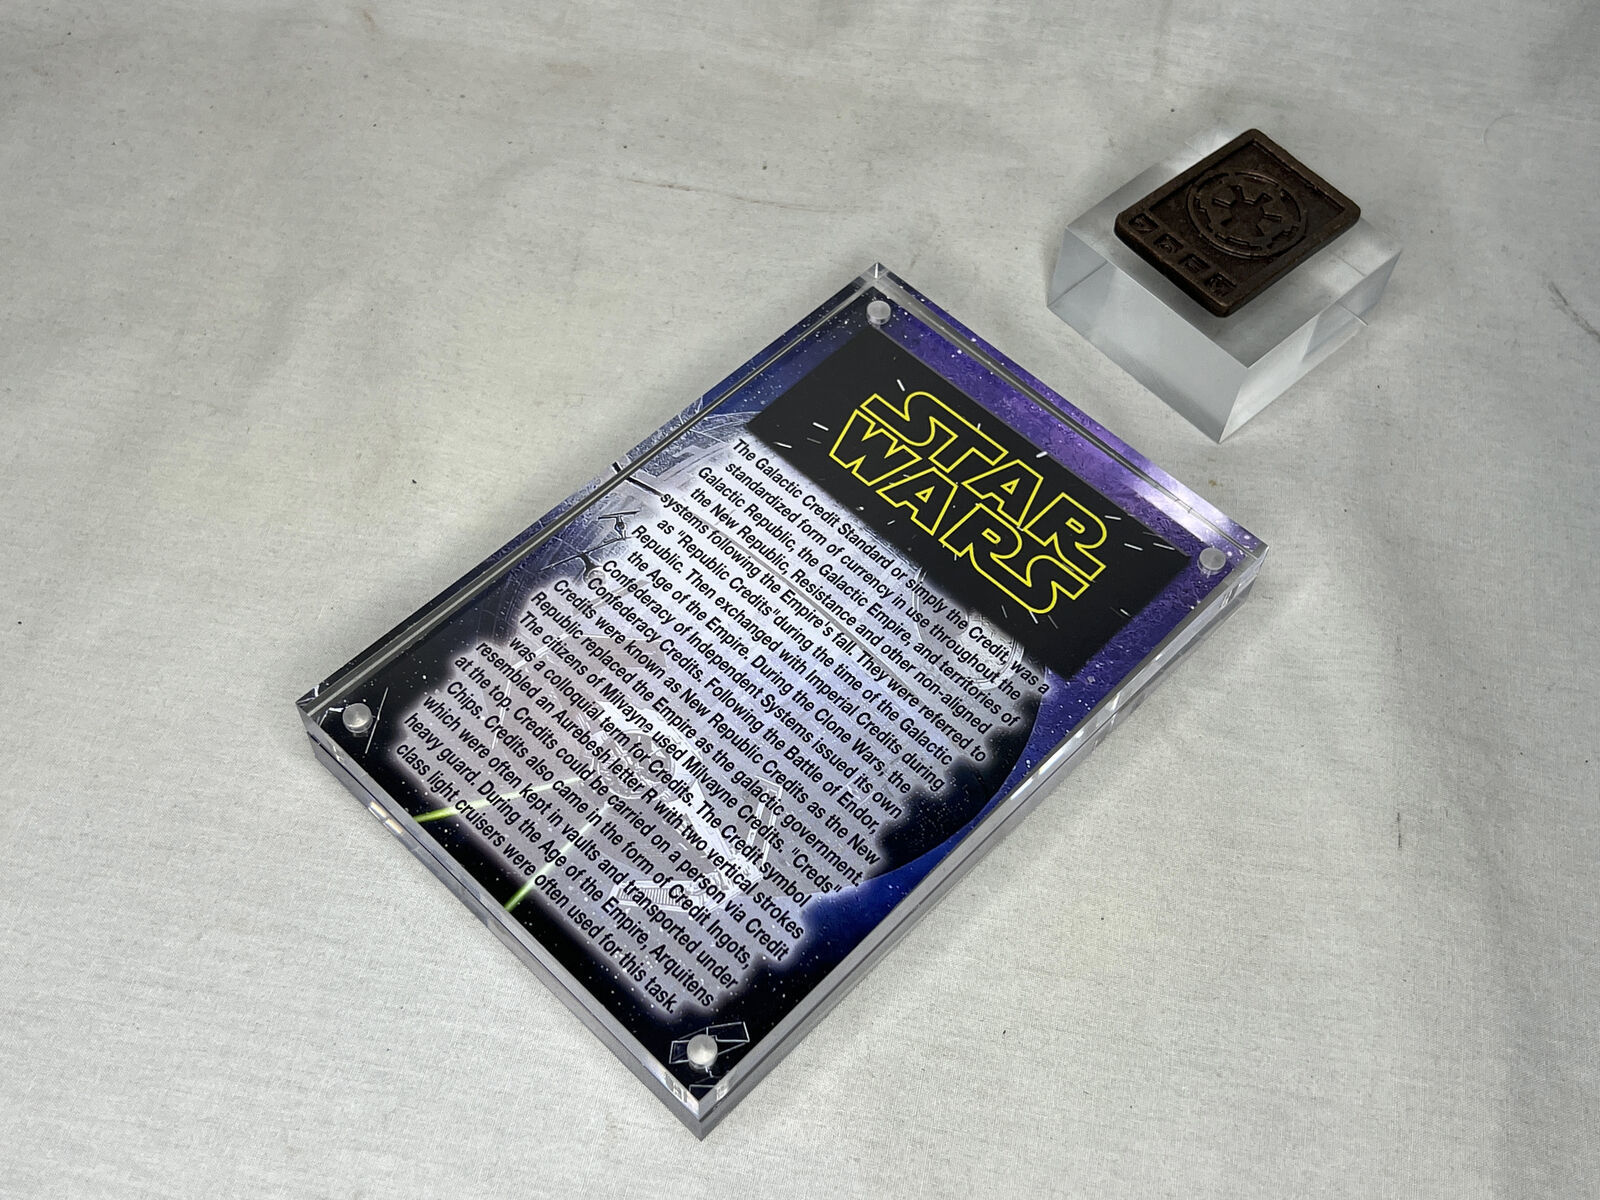 STAR
WARS
The Galactic Credit Standard or simply the Credit, was a
standardized form of currency in use throughout the
Galactic Republic, the Galactic Empire, and territories of
the New Republic, Resistance and other non-aligned
systems following the Empire's fall. They were referred to
as "Republic Credits"during the time of the Galactic
Republic. Then exchanged with Imperial Credits during
the Age of the Empire. During the Clone Wars, the
Confederacy of Independent Systems issued its own
Confederacy Credits. Following the Battle of Endor,
Credits were known as New Republic Credits as the New
Republic replaced the Empire as the galactic government.
The citizens of Milvayne used Milvayne Credits. "Creds"
was a colloquial term for Credits. The Credit symbol
resembled an Aurebesh letter R with two vertical strokes
at the top. Credits could be carried on a person via Credit
Chips. Credits also came in the form of Credit Ingots,
which were often kept in vaults and transported under
heavy guard. During the Age of the Empire, Arquitens
class light cruisers were often used for this task.